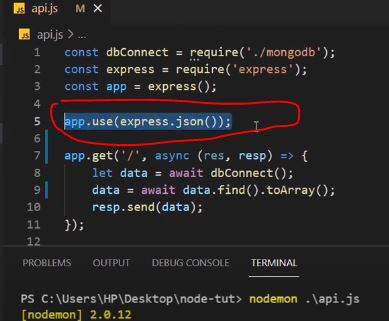 JS api.js
JS api.js > ...
1 const dbConnect = require('./mongodb');
2 const express = require('express');
3 const app = express();
4
5 app.use(express.json());
6
7 app.get('/', async (res, resp) => {
8 let data = await dbConnect();
9 data = await data.find().toArray();
10 resp.send(data);
11 });
PROBLEMS OUTPUT DEBUG CONSOLE TERMINAL
PS C:\Users\HP\Desktop\node-tut> nodemon .\api.js
[nodemon] 2.0.12